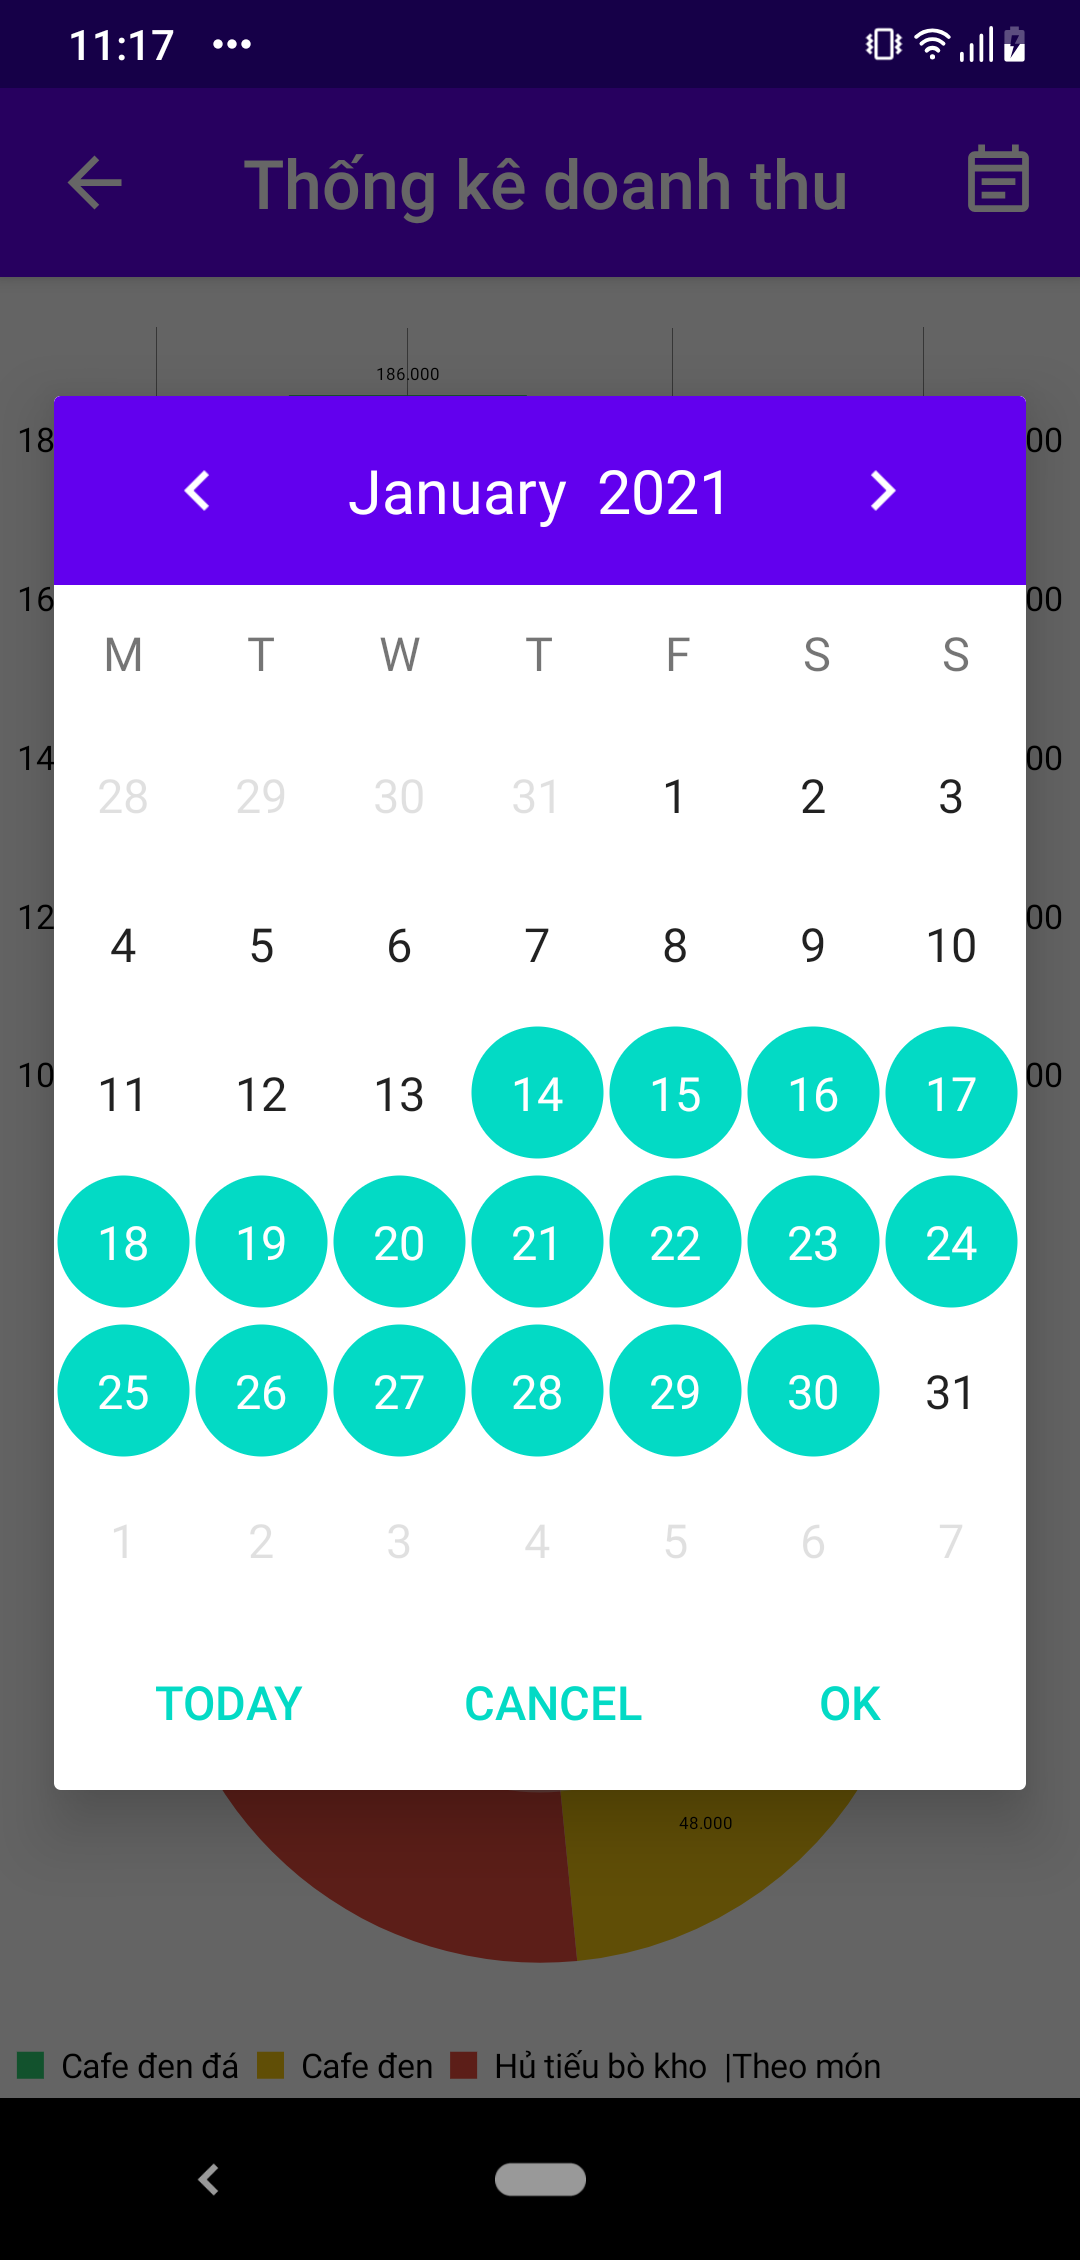 11:17
Thống kê doanh thu
186.000
January 2021
18 00
16 00
M T W T F S S
14 00
28 29 30 31 1 2 3
12 00
4 5 6 7 8 9 10
10 00
11 12 13 14 15 16 17
18 19 20 21 22 23 24
25 26 27 28 29 30 31
1 2 3 4 5 6 7
TODAY CANCEL OK
48.000
Cafe đen đá Cafe đen Hủ tiếu bò kho |Theo món